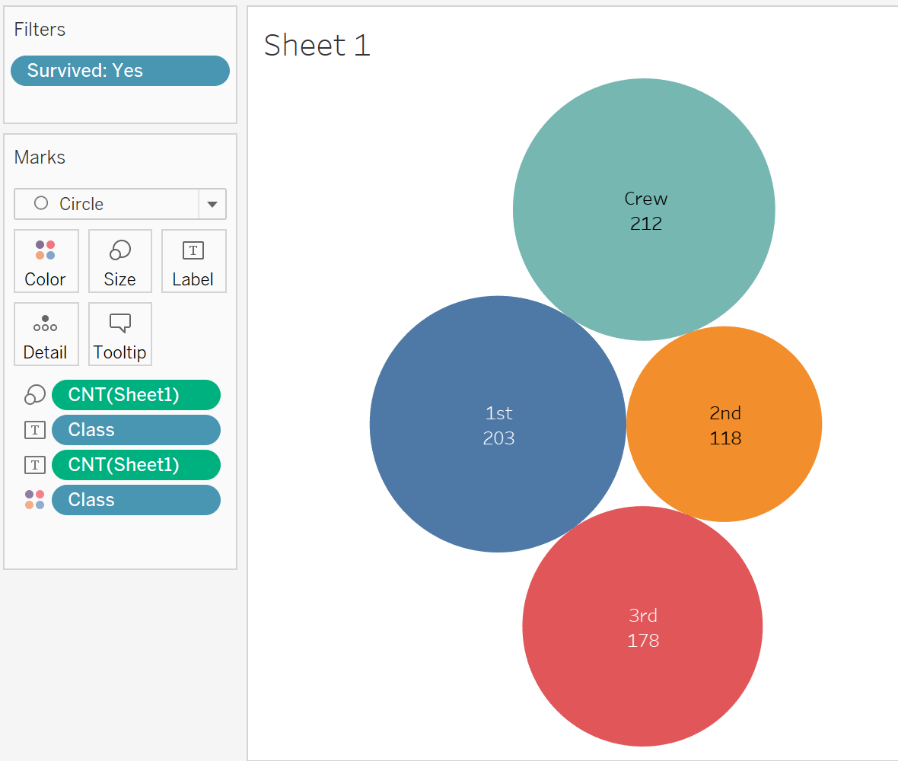 Filters
Survived: Yes
Marks
Circle
Color
Size
T
Label
Detail
Tooltip
CNT(Sheet1)
T
Class
T
CNT(Sheet1)
Class
Sheet 1
Crew
212
1st
203
2nd
118
3rd
178